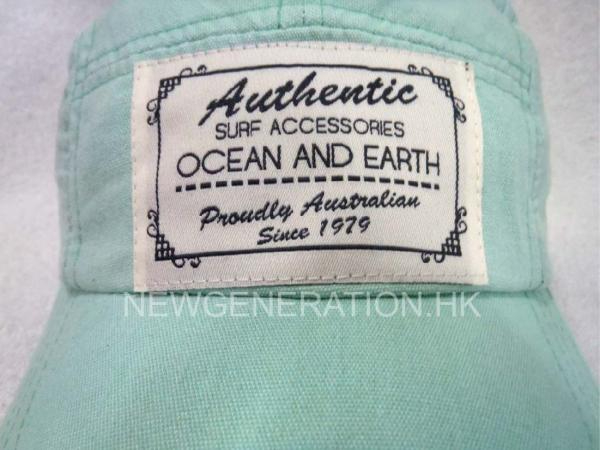 Authentic
SURF ACCESSORIES
OCEAN AND EARTH
Proudly Australian
Since 1979
NEWGENERATION.HK